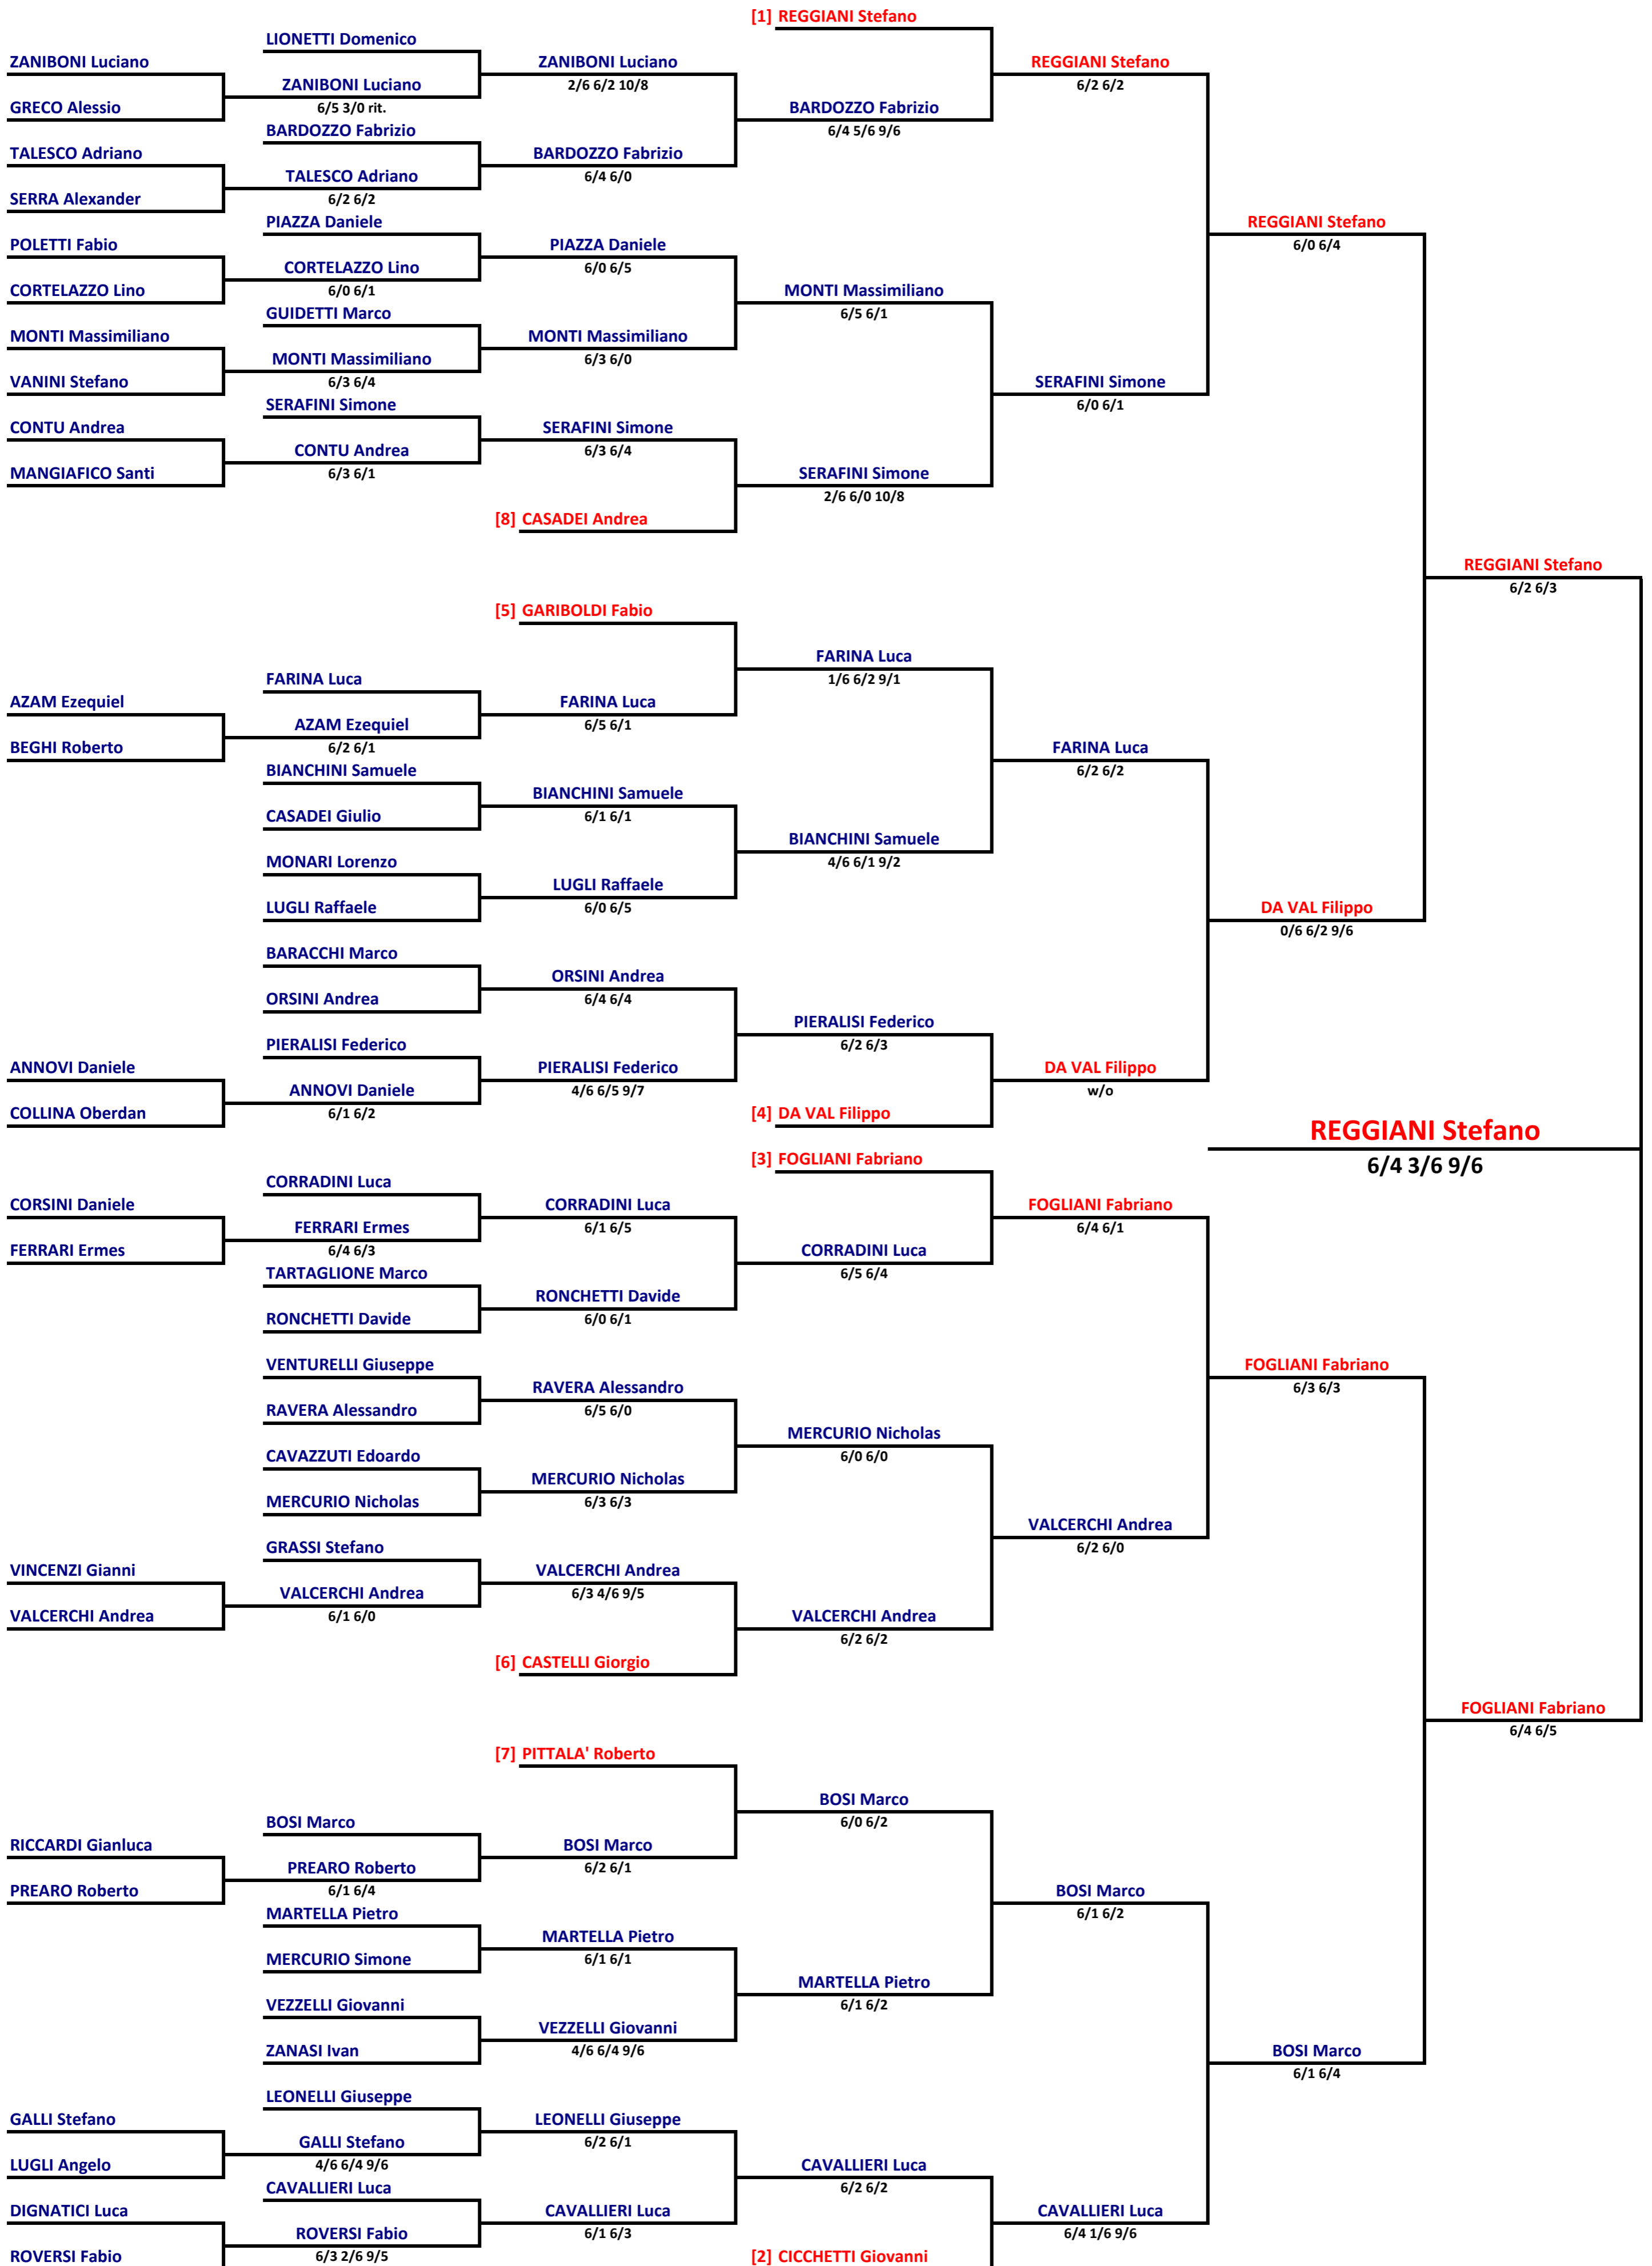 [1] REGGIANI Stefano
LIONETTI Domenico
ZANIBONI Luciano ZANIBONI Luciano REGGIANI Stefano
ZANIBONI Luciano 2/6 6/2 10/8 6/2 6/2
GRECO Alessio 6/5 3/0 rit. BARDOZZO Fabrizio
BARDOZZO Fabrizio 6/4 5/6 9/6
TALESCO Adriano BARDOZZO Fabrizio
TALESCO Adriano 6/4 6/0
SERRA Alexander 6/2 6/2
PIAZZA Daniele REGGIANI Stefano
POLETTI Fabio PIAZZA Daniele 6/0 6/4
CORTELAZZO Lino 6/0 6/5
CORTELAZZO Lino 6/0 6/1 MONTI Massimiliano
GUIDETTI Marco 6/5 6/1
MONTI Massimiliano MONTI Massimiliano
MONTI Massimiliano 6/3 6/0
VANINI Stefano 6/3 6/4 SERAFINI Simone
SERAFINI Simone 6/0 6/1
CONTU Andrea SERAFINI Simone
CONTU Andrea 6/3 6/4
MANGIAFICO Santi 6/3 6/1 SERAFINI Simone
2/6 6/0 10/8
[8] CASADEI Andrea
REGGIANI Stefano
6/2 6/3
[5] GARIBOLDI Fabio
FARINA Luca
FARINA Luca 1/6 6/2 9/1
AZAM Ezequiel FARINA Luca
AZAM Ezequiel 6/5 6/1
BEGHI Roberto 6/2 6/1 FARINA Luca
BIANCHINI Samuele 6/2 6/2
BIANCHINI Samuele
CASADEI Giulio 6/1 6/1
BIANCHINI Samuele
MONARI Lorenzo 4/6 6/1 9/2
LUGLI Raffaele
LUGLI Raffaele 6/0 6/5 DA VAL Filippo
0/6 6/2 9/6
BARACCHI Marco
ORSINI Andrea
ORSINI Andrea 6/4 6/4
PIERALISI Federico
PIERALISI Federico 6/2 6/3
ANNOVI Daniele PIERALISI Federico DA VAL Filippo
ANNOVI Daniele 4/6 6/5 9/7 w/o
COLLINA Oberdan 6/1 6/2 [4] DA VAL Filippo
REGGIANI Stefano
[3] FOGLIANI Fabriano 6/4 3/6 9/6
CORRADINI Luca
CORSINI Daniele CORRADINI Luca FOGLIANI Fabriano
FERRARI Ermes 6/1 6/5 6/4 6/1
FERRARI Ermes 6/4 6/3 CORRADINI Luca
TARTAGLIONE Marco 6/5 6/4
RONCHETTI Davide
RONCHETTI Davide 6/0 6/1
VENTURELLI Giuseppe FOGLIANI Fabriano
RAVERA Alessandro 6/3 6/3
RAVERA Alessandro 6/5 6/0
MERCURIO Nicholas
CAVAZZUTI Edoardo 6/0 6/0
MERCURIO Nicholas
MERCURIO Nicholas 6/3 6/3
VALCERCHI Andrea
GRASSI Stefano 6/2 6/0
VINCENZI Gianni VALCERCHI Andrea
VALCERCHI Andrea 6/3 4/6 9/5
VALCERCHI Andrea 6/1 6/0 VALCERCHI Andrea
6/2 6/2
[6] CASTELLI Giorgio
FOGLIANI Fabriano
6/4 6/5
[7] PITTALA' Roberto
BOSI Marco
BOSI Marco 6/0 6/2
RICCARDI Gianluca BOSI Marco
PREARO Roberto 6/2 6/1
PREARO Roberto 6/1 6/4 BOSI Marco
MARTELLA Pietro 6/1 6/2
MARTELLA Pietro
MERCURIO Simone 6/1 6/1
MARTELLA Pietro
VEZZELLI Giovanni 6/1 6/2
VEZZELLI Giovanni
ZANASI Ivan 4/6 6/4 9/6 BOSI Marco
6/1 6/4
LEONELLI Giuseppe
GALLI Stefano LEONELLI Giuseppe
GALLI Stefano 6/2 6/1
LUGLI Angelo 4/6 6/4 9/6 CAVALLIERI Luca
CAVALLIERI Luca 6/2 6/2
DIGNATICI Luca CAVALLIERI Luca CAVALLIERI Luca
ROVERSI Fabio 6/1 6/3 6/4 1/6 9/6
ROVERSI Fabio 6/3 2/6 9/5 [2] CICCHETTI Giovanni